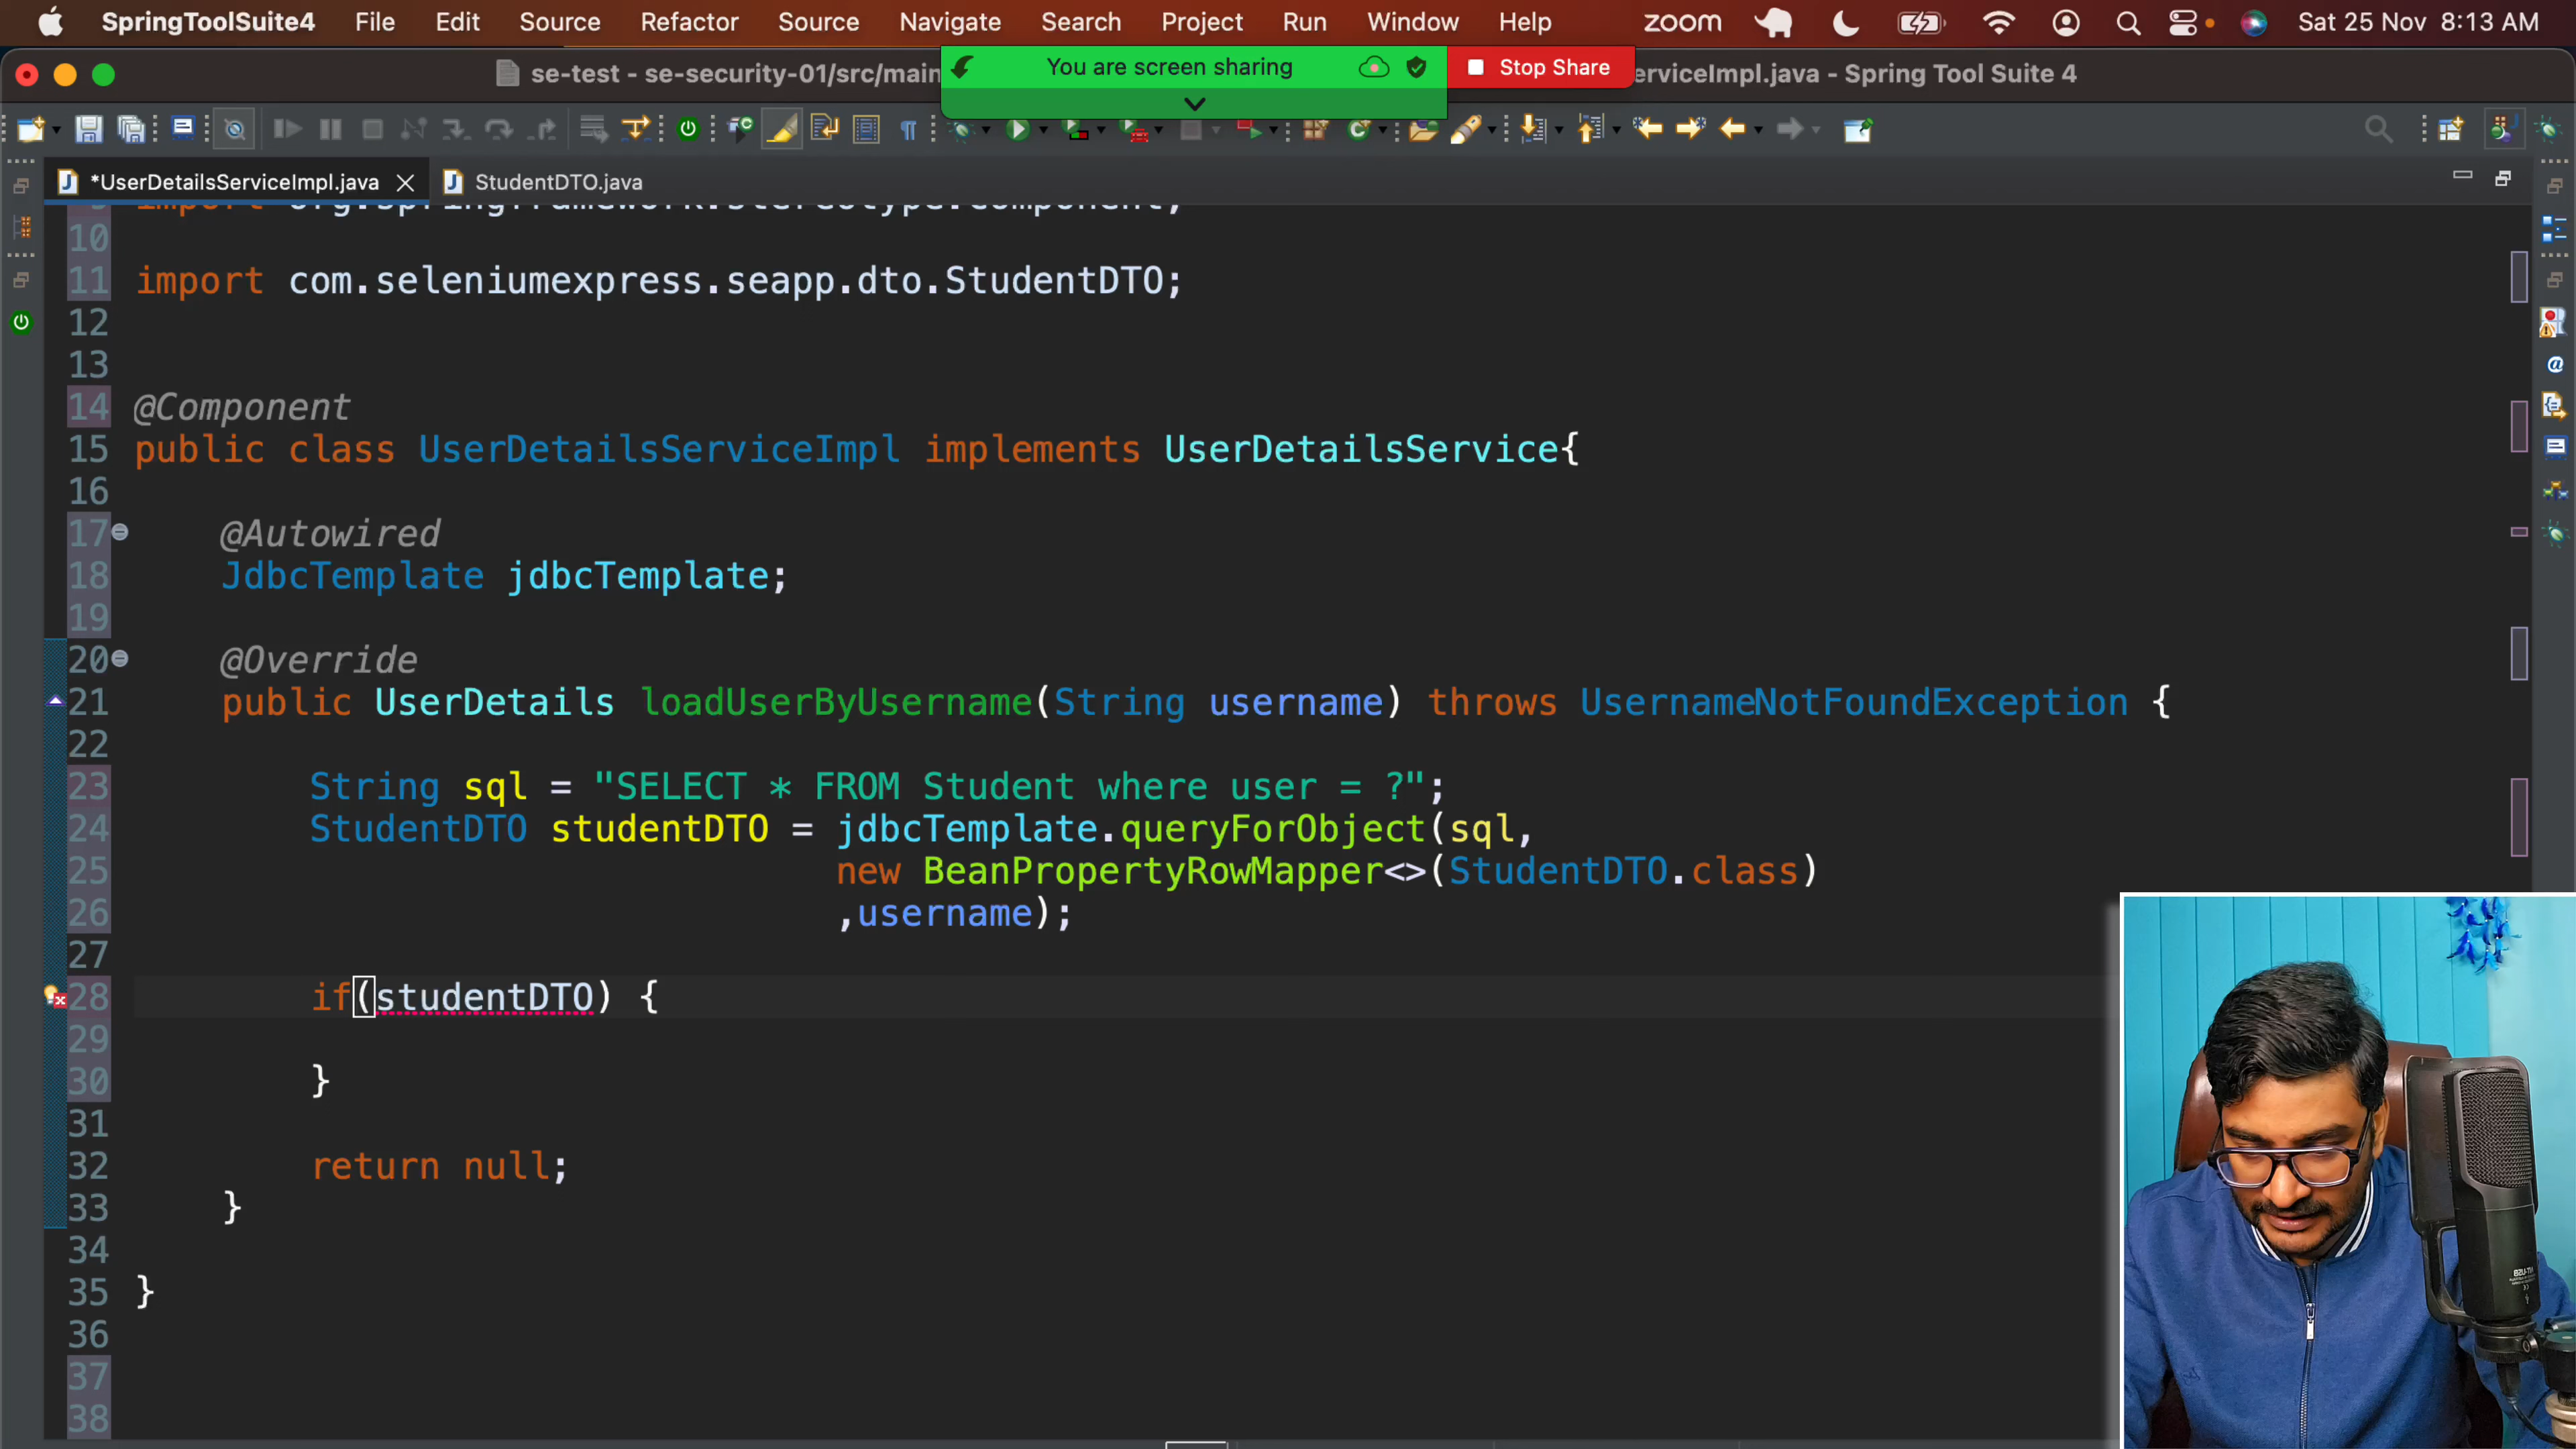 SpringToolSuite4 File Edit Source Refactor Source Navigate Search Project Run Window Help zoom Sat 25 Nov 8:13 AM
se-test - se-security-01/src/main
You are screen sharing
Stop Share
erviceImpl.java - Spring Tool Suite 4
*UserDetailsServiceImpl.java
StudentDTO.java
import org.springframework.stereotype.Component;
10
11 import com.seleniumexpress.seapp.dto.StudentDTO;
12
13
14 @Component
15 public class UserDetailsServiceImpl implements UserDetailsService{
16
17 @Autowired
18 JdbcTemplate jdbcTemplate;
19
20 @Override
21 public UserDetails loadUserByUsername(String username) throws UsernameNotFoundException {
22
23 String sql = "SELECT * FROM Student where user = ?";
24 StudentDTO studentDTO = jdbcTemplate.queryForObject(sql,
25 new BeanPropertyRowMapper<>(StudentDTO.class)
26 ,username);
27
28 if(studentDTO) {
29
30 }
31
32 return null;
33 }
34
35 }
36
37
38